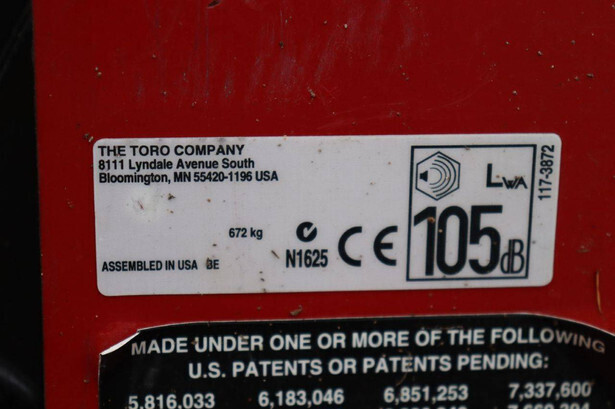 THE TORO COMPANY
8111 Lyndale Avenue South
Bloomington, MN 55420-1196 USA
672 kg
ASSEMBLED IN USA BE
N1625
CE
LWA
105dB
117-3872
MADE UNDER ONE OR MORE OF THE FOLLOWING
U.S. PATENTS OR PATENTS PENDING:
5,816,033 6,183,046 6,851,253 7,337,600